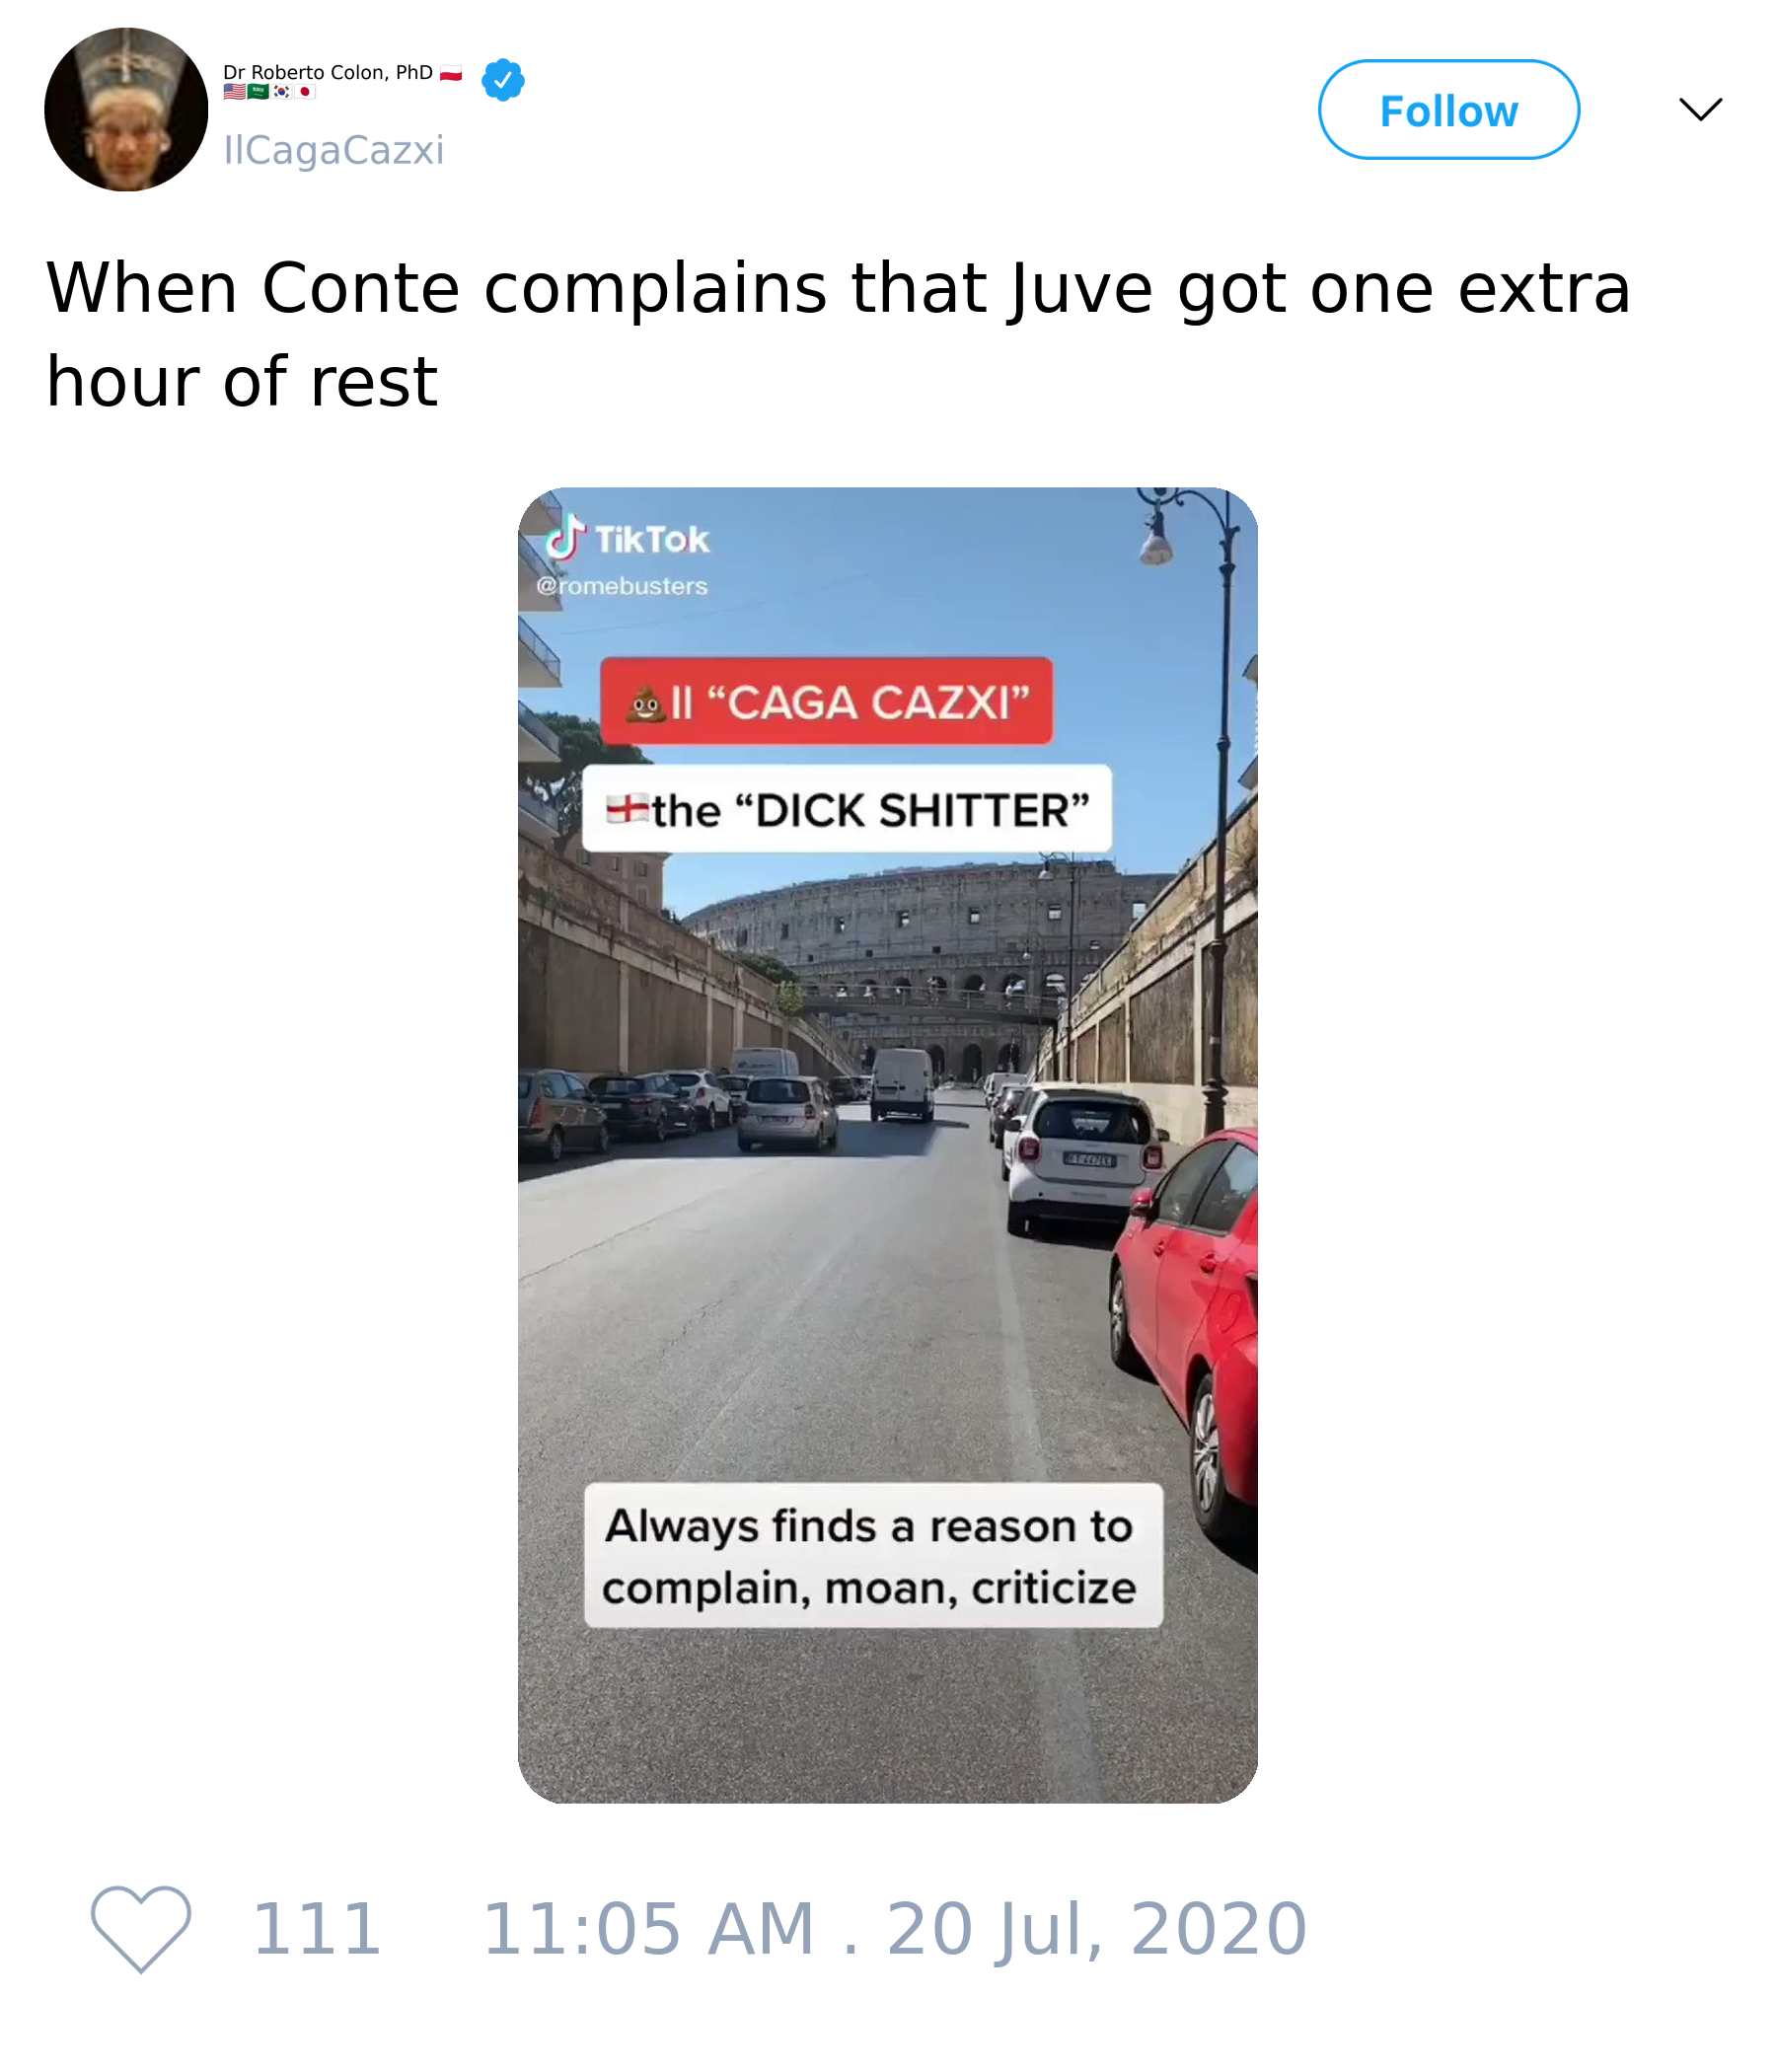 Dr Roberto Colon, PhD 🇵🇱
🇺🇸🇸🇦🇰🇷🇯🇵
IlCagaCazxi
Follow
When Conte complains that Juve got one extra
hour of rest
TikTok
@romebusters
💩Il “CAGA CAZXI”
🏴󠁧󠁢󠁥󠁮󠁧󠁿the “DICK SHITTER”
Always finds a reason to
complain, moan, criticize
111 11:05 AM . 20 Jul, 2020